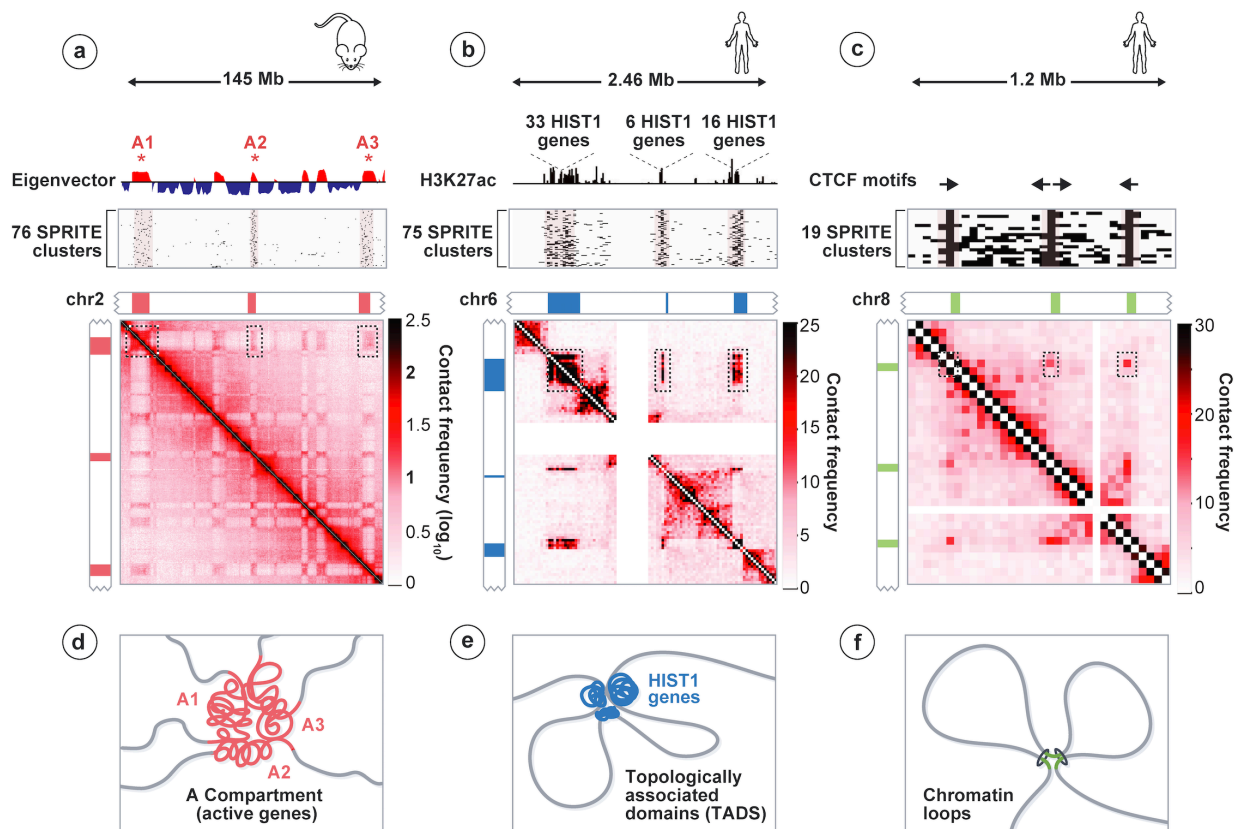 a
145 Mb
A1
A2
A3
*
*
*
Eigenvector
76 SPRITE
clusters
chr2
2.5
2
1.5
1
0.5
0
Contact frequency (log10)
b
2.46 Mb
33 HIST1
genes
6 HIST1
genes
16 HIST1
genes
H3K27ac
75 SPRITE
clusters
chr6
25
20
15
10
5
0
Contact frequency
c
1.2 Mb
CTCF motifs
19 SPRITE
clusters
chr8
30
20
10
0
Contact frequency
d
A1
A3
A2
A Compartment
(active genes)
e
HIST1
genes
Topologically
associated
domains (TADS)
f
Chromatin
loops